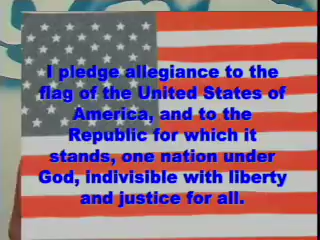 I pledge allegiance to the
flag of the United States of
America, and to the
Republic for which it
stands, one nation under
God, indivisible with liberty
and justice for all.